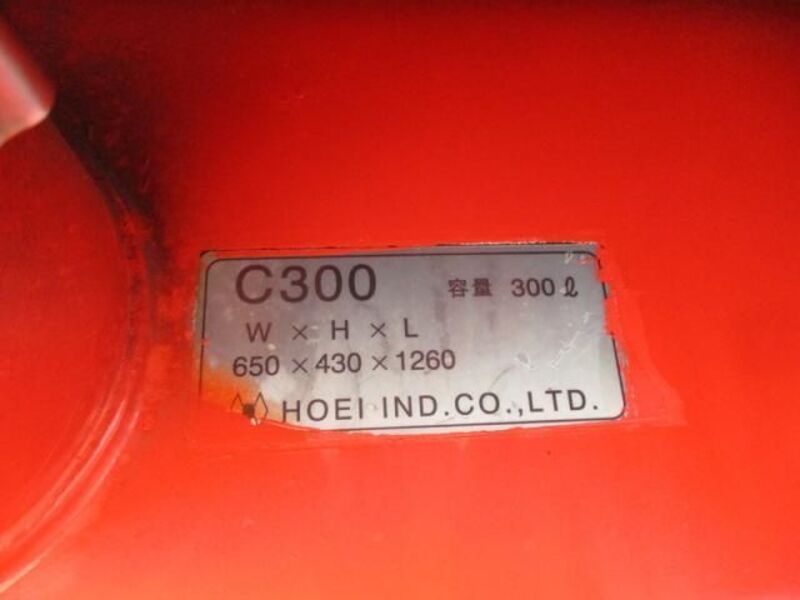 C300 容量 300ℓ
W × H × L
650 × 430 × 1260
HOEI IND.CO.,LTD.